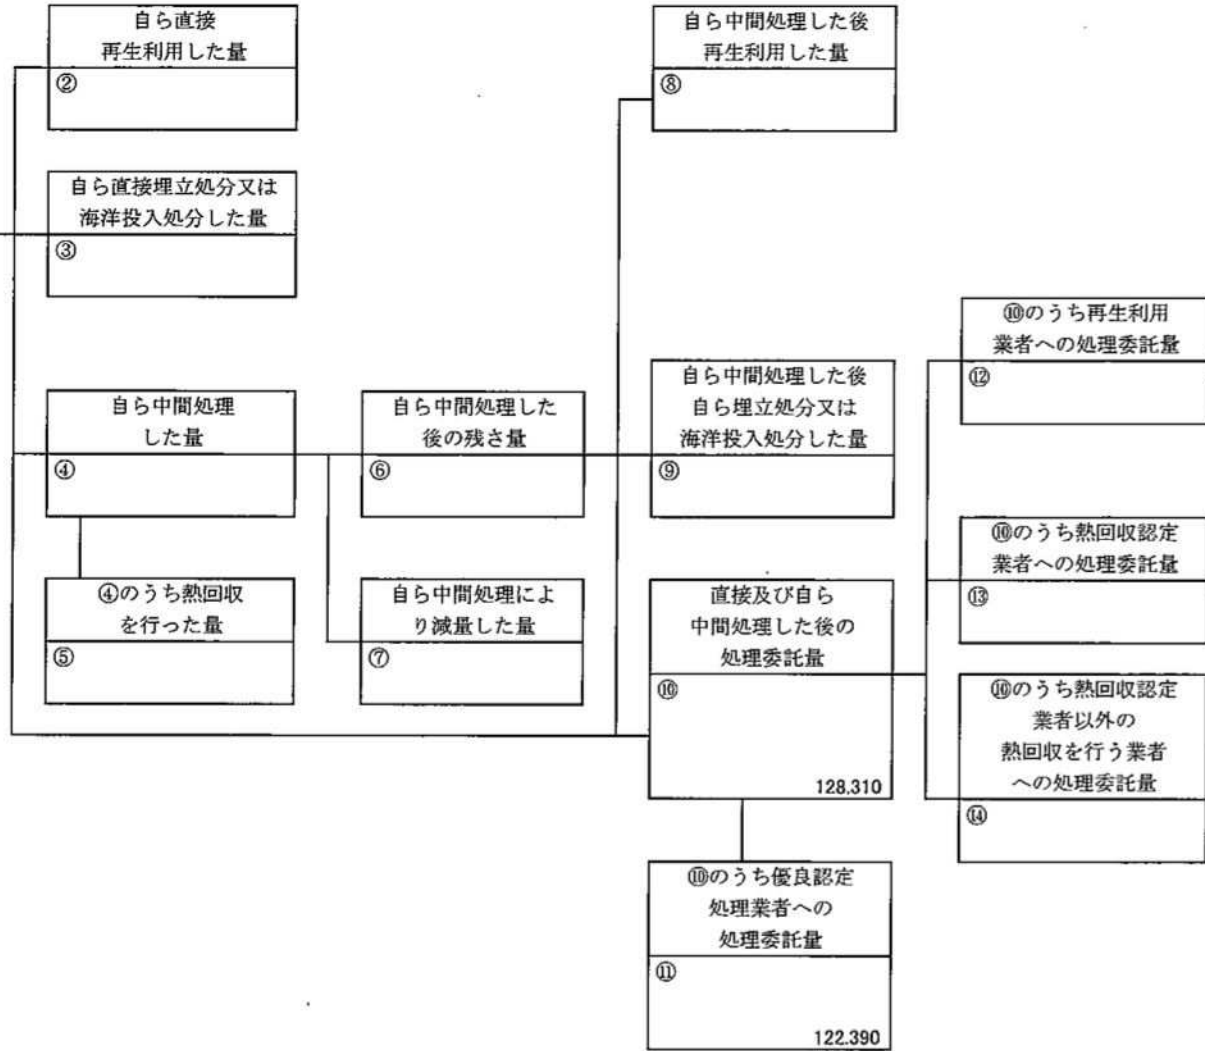 自ら直接
再生利用した量
②
自ら中間処理した後
再生利用した量
⑧
自ら直接埋立処分又は
海洋投入処分した量
③
⑩のうち再生利用
業者への処理委託量
⑫
自ら中間処理
した量
④
自ら中間処理した
後の残さ量
⑥
自ら中間処理した後
自ら埋立処分又は
海洋投入処分した量
⑨
⑩のうち熱回収認定
業者への処理委託量
⑬
④のうち熱回収
を行った量
⑤
自ら中間処理によ
り減量した量
⑦
直接及び自ら
中間処理した後の
処理委託量
⑩
128.310
⑩のうち熱回収認定
業者以外の
熱回収を行う業者
への処理委託量
⑭
⑩のうち優良認定
処理業者への
処理委託量
⑪
122.390